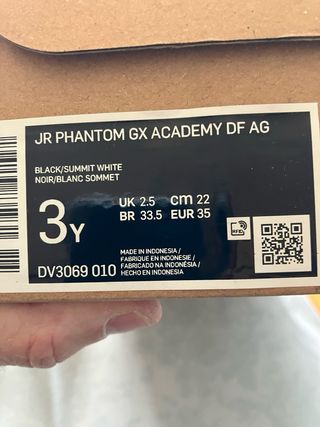 JR PHANTOM GX ACADEMY DF AG
BLACK/SUMMIT WHITE
NOIR/BLANC SOMMET
3Y
UK 2.5 cm 22
BR 33.5 EUR 35
RFID
MADE IN INDONESIA /
FABRIQUE EN INDONESIE /
FABRICADO NA INDONÉSIA /
HECHO EN INDONESIA
DV3069 010